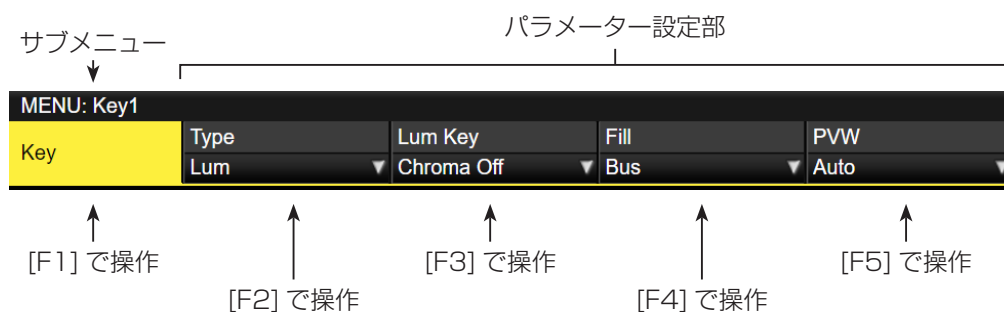 パラメーター設定部
サブメニュー
MENU: Key1
Key
Type
Lum Key
Fill
PVW
Lum
Chroma Off
Bus
Auto
[F1] で操作
[F3] で操作
[F5] で操作
[F2] で操作
[F4] で操作